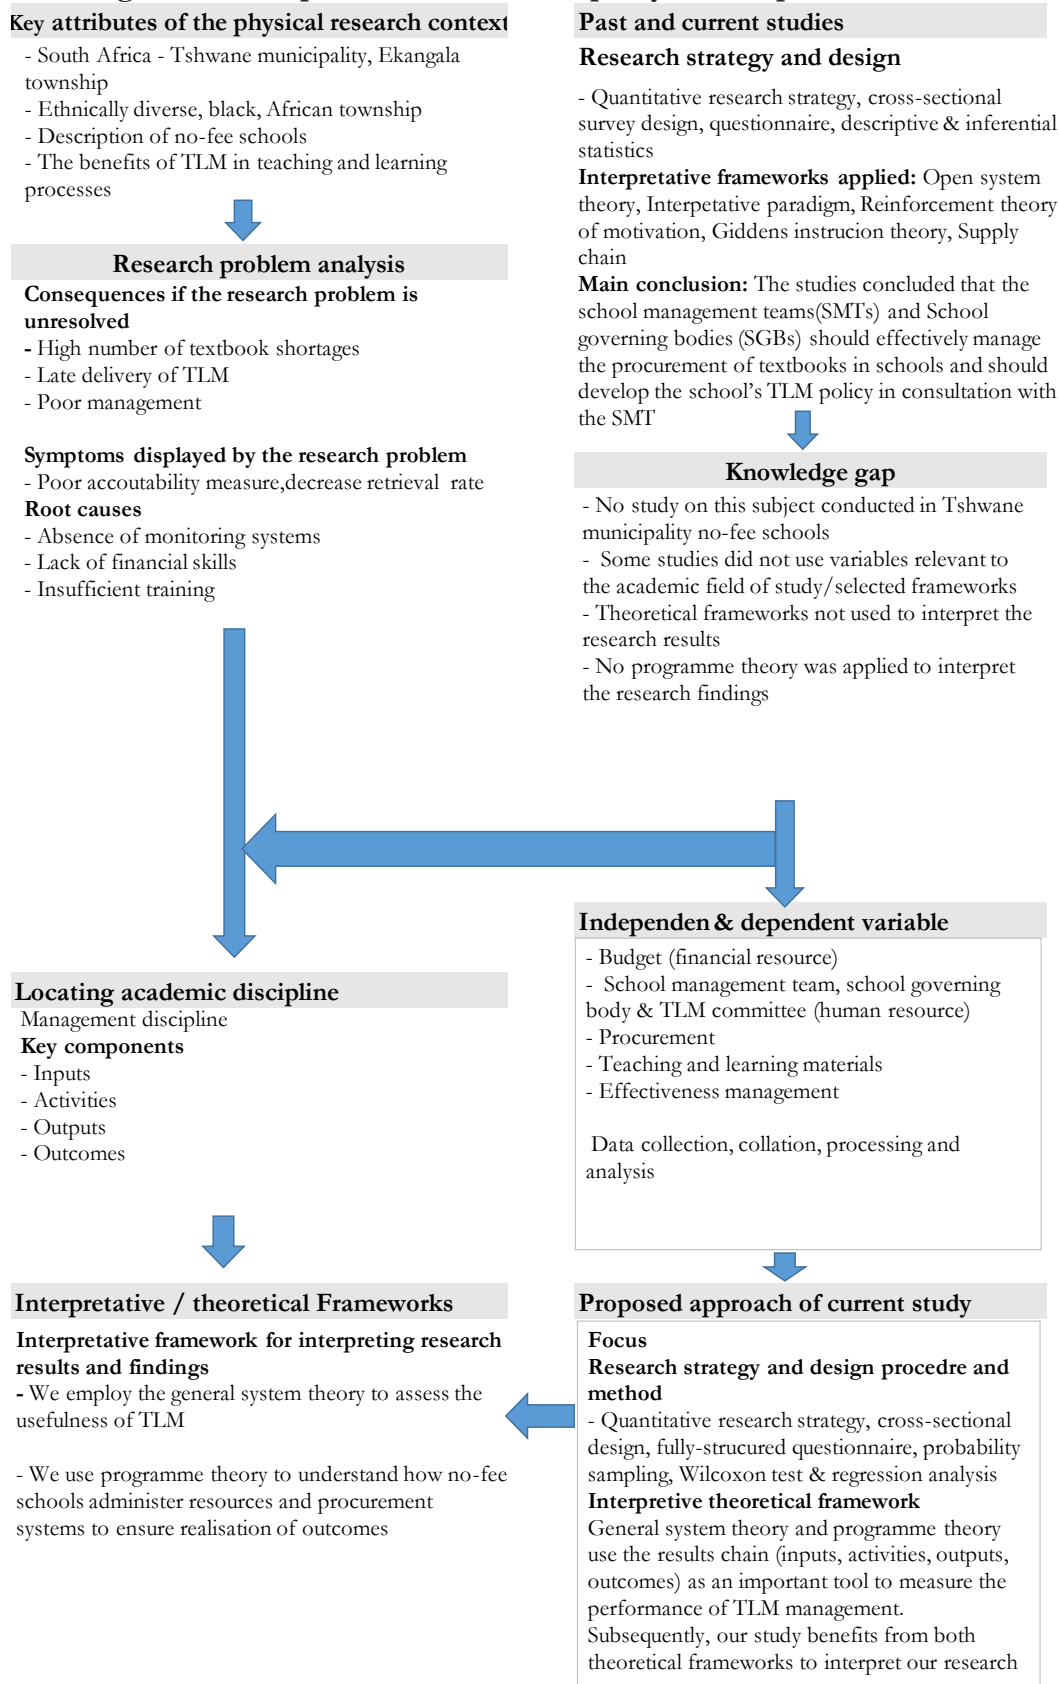 Key attributes of the physical research context
- South Africa - Tshwane municipality, Ekangala
township
- Ethnically diverse, black, African township
- Description of no-fee schools
- The benefits of TLM in teaching and learning
processes
Research problem analysis
Consequences if the research problem is
unresolved
- High number of textbook shortages
- Late delivery of TLM
- Poor management
Symptoms displayed by the research problem
- Poor accoutability measure,decrease retrieval rate
Root causes
- Absence of monitoring systems
- Lack of financial skills
- Insufficient training
Locating academic discipline
Management discipline
Key components
- Inputs
- Activities
- Outputs
- Outcomes
Interpretative / theoretical Frameworks
Interpretative framework for interpreting research
results and findings
- We employ the general system theory to assess the
usefulness of TLM
- We use programme theory to understand how no-fee
schools administer resources and procurement
systems to ensure realisation of outcomes
Past and current studies
Research strategy and design
- Quantitative research strategy, cross-sectional
survey design, questionnaire, descriptive & inferential
statistics
Interpretative frameworks applied: Open system
theory, Interpetative paradigm, Reinforcement theory
of motivation, Giddens instrucion theory, Supply
chain
Main conclusion: The studies concluded that the
school management teams(SMTs) and School
governing bodies (SGBs) should effectively manage
the procurement of textbooks in schools and should
develop the school's TLM policy in consultation with
the SMT
Knowledge gap
- No study on this subject conducted in Tshwane
municipality no-fee schools
- Some studies did not use variables relevant to
the academic field of study/selected frameworks
- Theoretical frameworks not used to interpret the
research results
- No programme theory was applied to interpret
the research findings
Independen & dependent variable
- Budget (financial resource)
- School management team, school governing
body & TLM committee (human resource)
- Procurement
- Teaching and learning materials
- Effectiveness management
Data collection, collation, processing and
analysis
Proposed approach of current study
Focus
Research strategy and design procedre and
method
- Quantitative research strategy, cross-sectional
design, fully-strucured questionnaire, probability
sampling, Wilcoxon test & regression analysis
Interpretive theoretical framework
General system theory and programme theory
use the results chain (inputs, activities, outputs,
outcomes) as an important tool to measure the
performance of TLM management.
Subsequently, our study benefits from both
theoretical frameworks to interpret our research